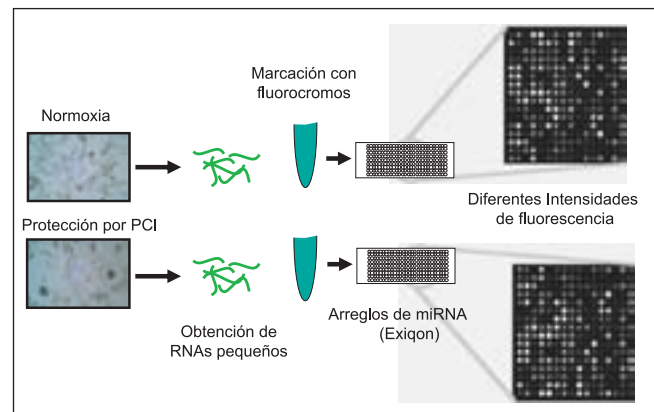 Marcación con
fluorocromos
Normoxia
Diferentes Intensidades
de fluorescencia
Protección por PCI
Obtención de
RNAs pequeños
Arreglos de miRNA
(Exiqon)